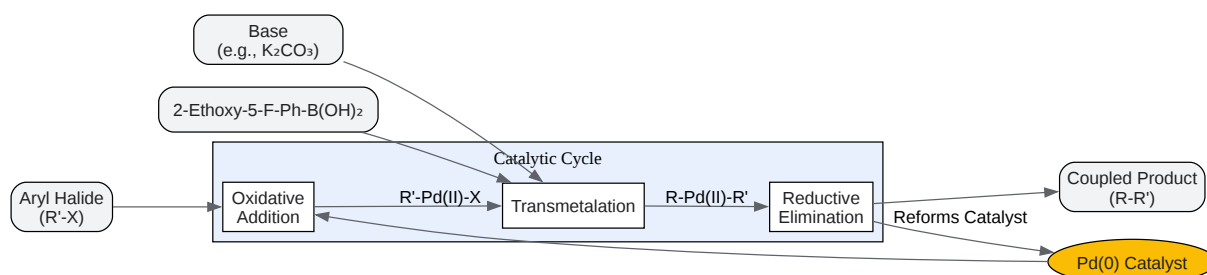 Base
(e.g., K₂CO₃)
2-Ethoxy-5-F-Ph-B(OH)₂
Catalytic Cycle
Aryl Halide
(R'-X)
Oxidative
Addition
R'-Pd(II)-X
Transmetalation
R-Pd(II)-R'
Reductive
Elimination
Reforms Catalyst
Coupled Product
(R-R')
Pd(0) Catalyst